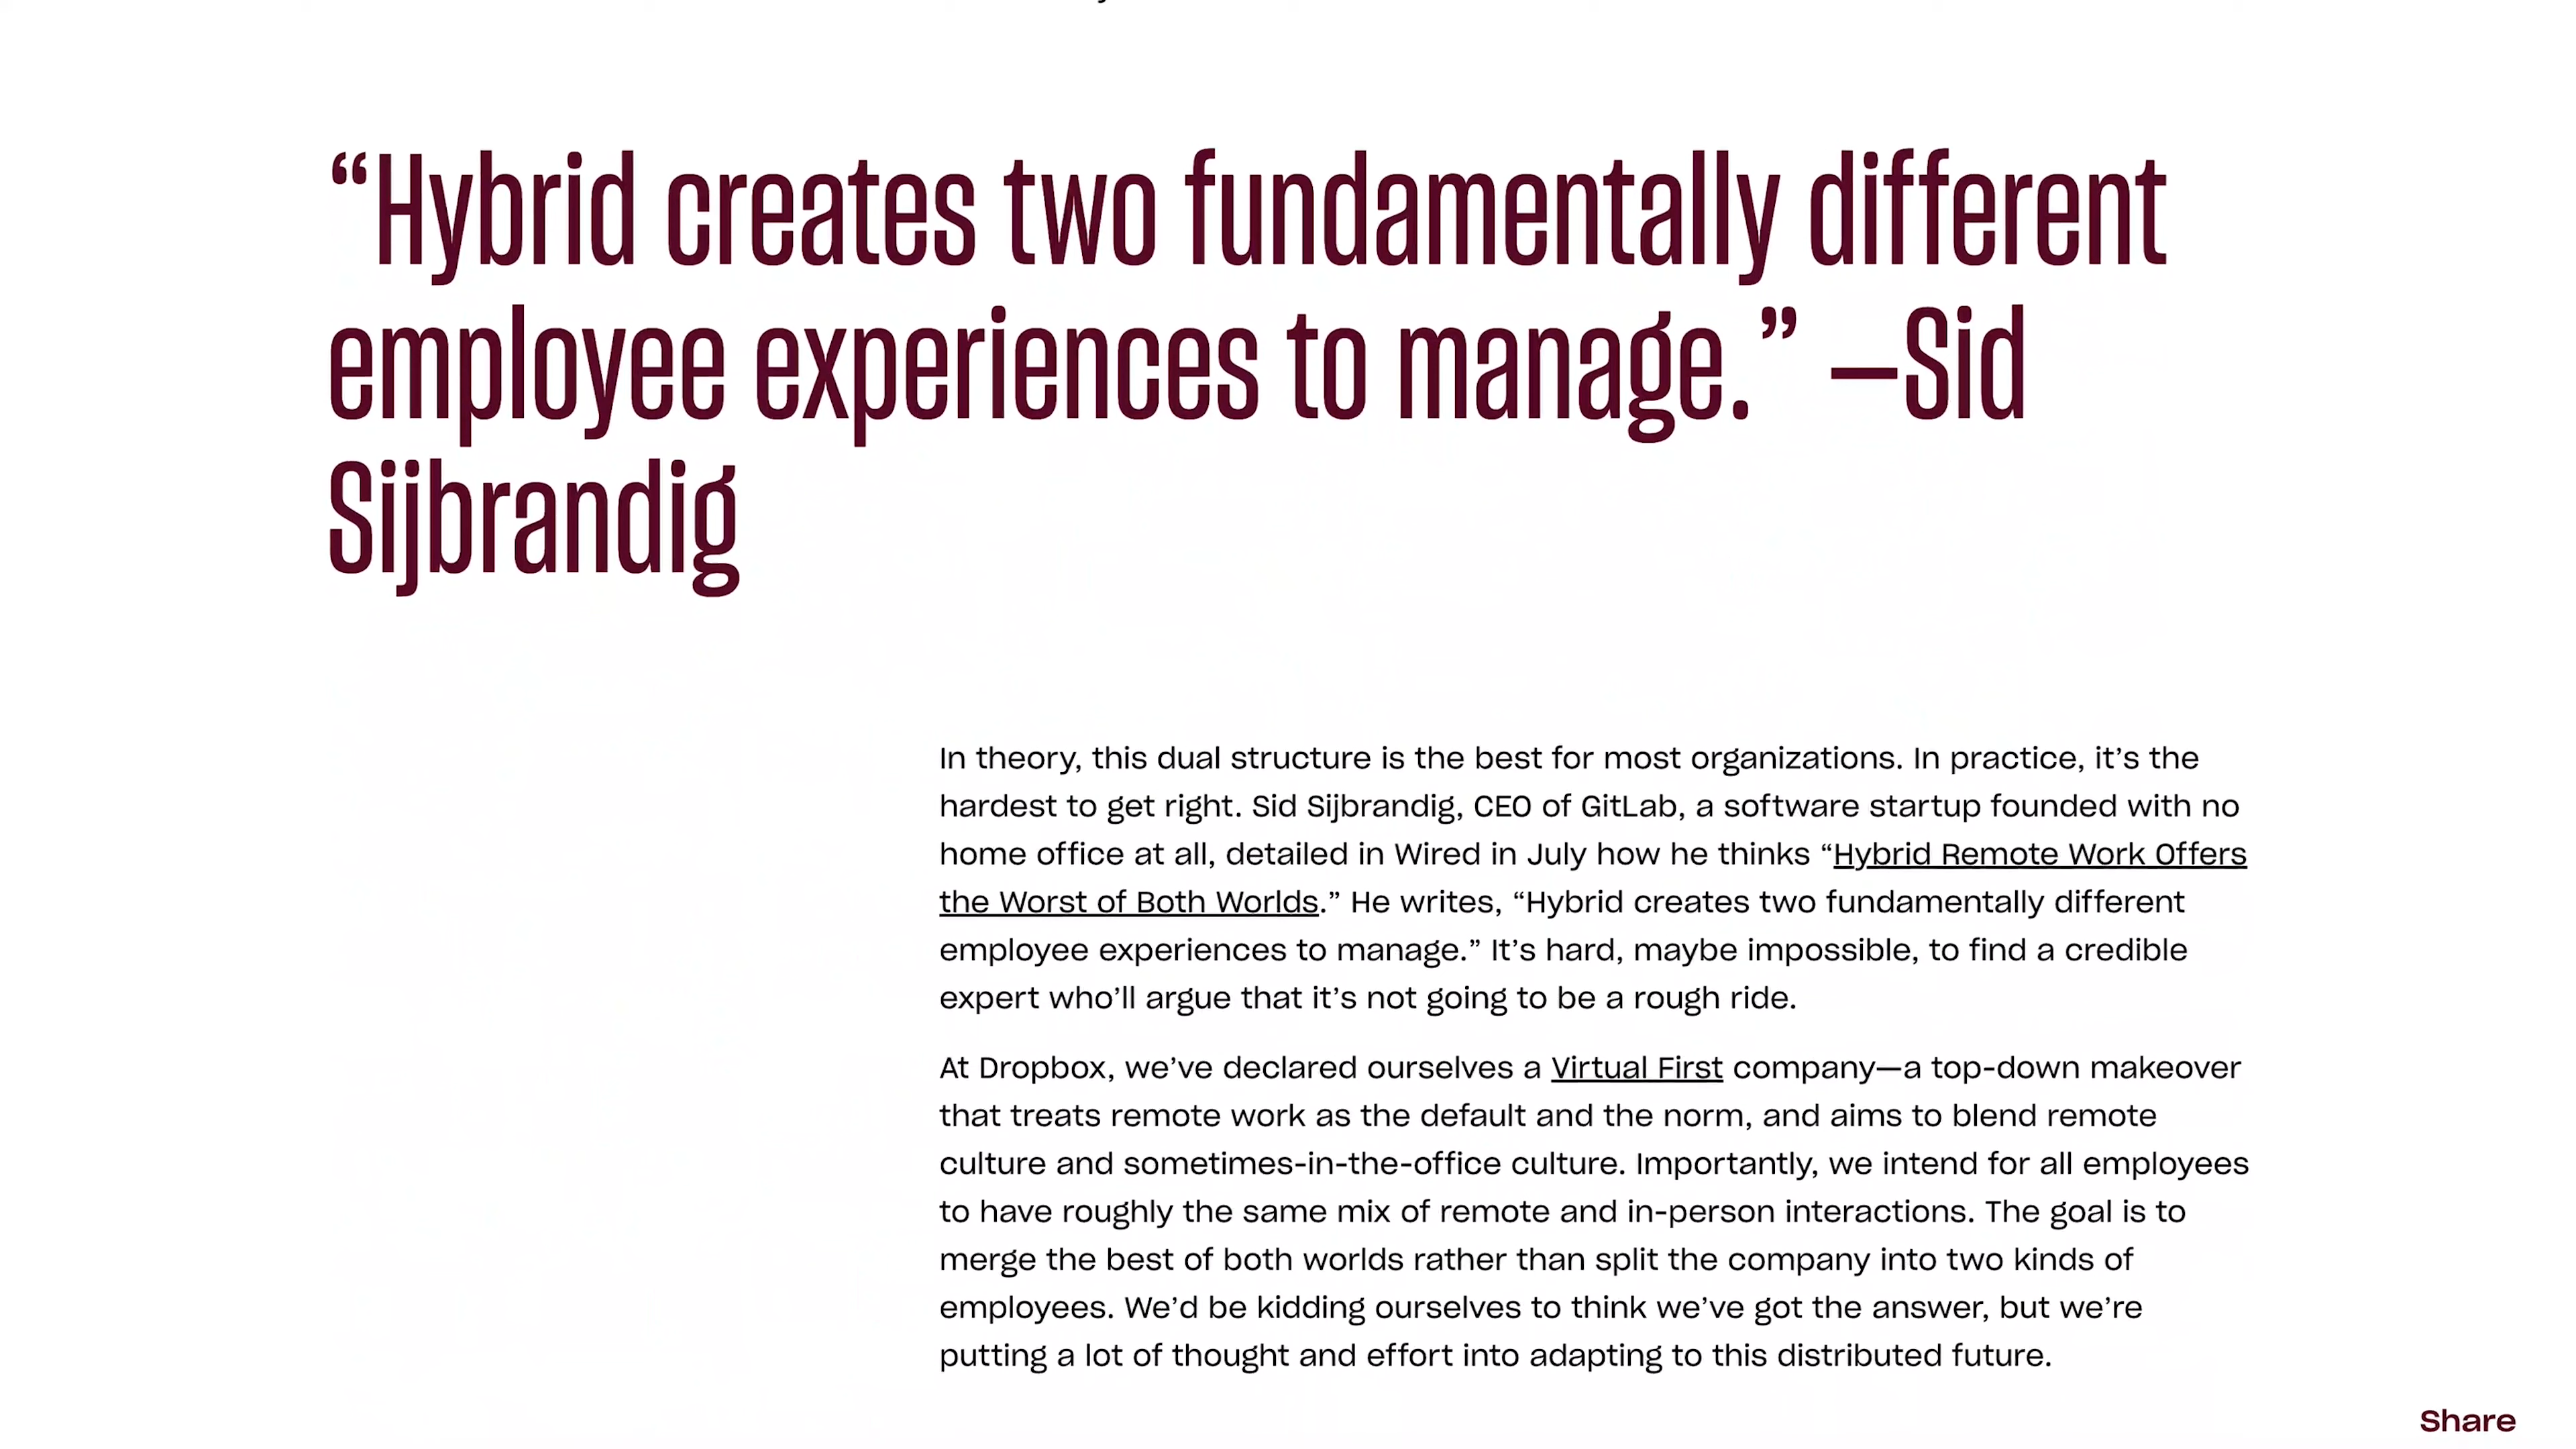 “Hybrid creates two fundamentally different
employee experiences to manage.” —Sid
Sijbrandig
In theory, this dual structure is the best for most organizations. In practice, it’s the
hardest to get right. Sid Sijbrandig, CEO of GitLab, a software startup founded with no
home office at all, detailed in Wired in July how he thinks “Hybrid Remote Work Offers
the Worst of Both Worlds.” He writes, “Hybrid creates two fundamentally different
employee experiences to manage.” It’s hard, maybe impossible, to find a credible
expert who’ll argue that it’s not going to be a rough ride.
At Dropbox, we’ve declared ourselves a Virtual First company—a top-down makeover
that treats remote work as the default and the norm, and aims to blend remote
culture and sometimes-in-the-office culture. Importantly, we intend for all employees
to have roughly the same mix of remote and in-person interactions. The goal is to
merge the best of both worlds rather than split the company into two kinds of
employees. We’d be kidding ourselves to think we’ve got the answer, but we’re
putting a lot of thought and effort into adapting to this distributed future.
Share